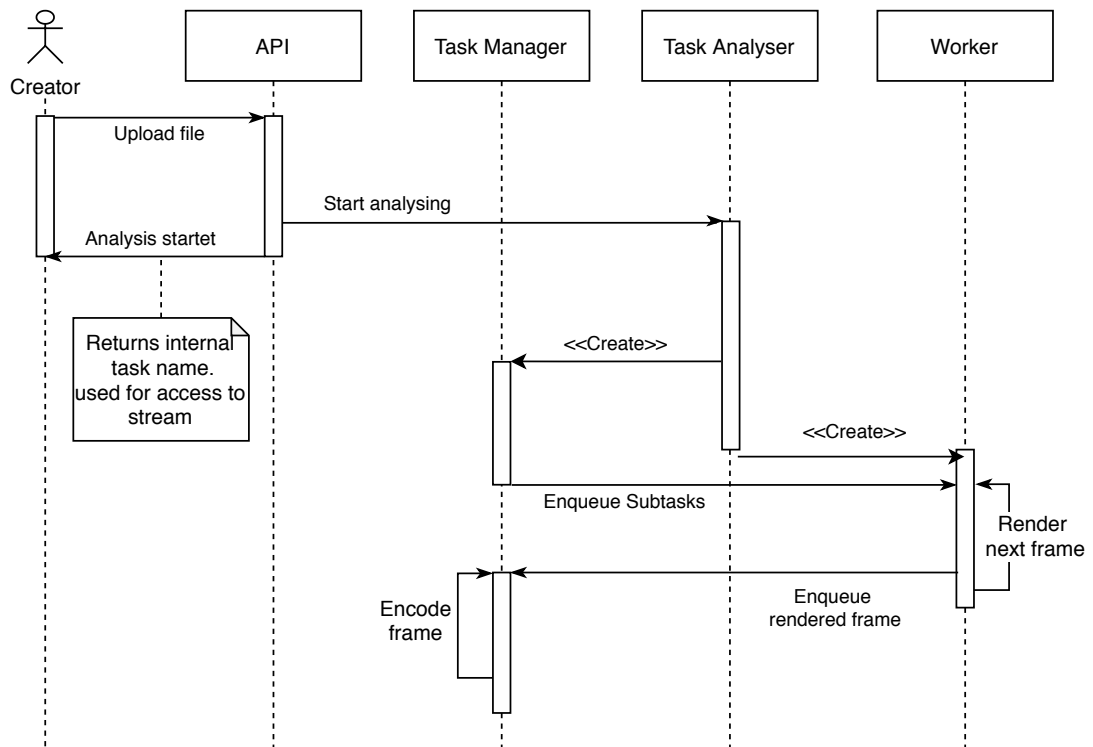 Creator
API
Task Manager
Task Analyser
Worker
Upload file
Start analysing
Analysis startet
Returns internal
task name.
used for access to
stream
<<Create>>
<<Create>>
Enqueue Subtasks
Render
next frame
Enqueue
rendered frame
Encode
frame